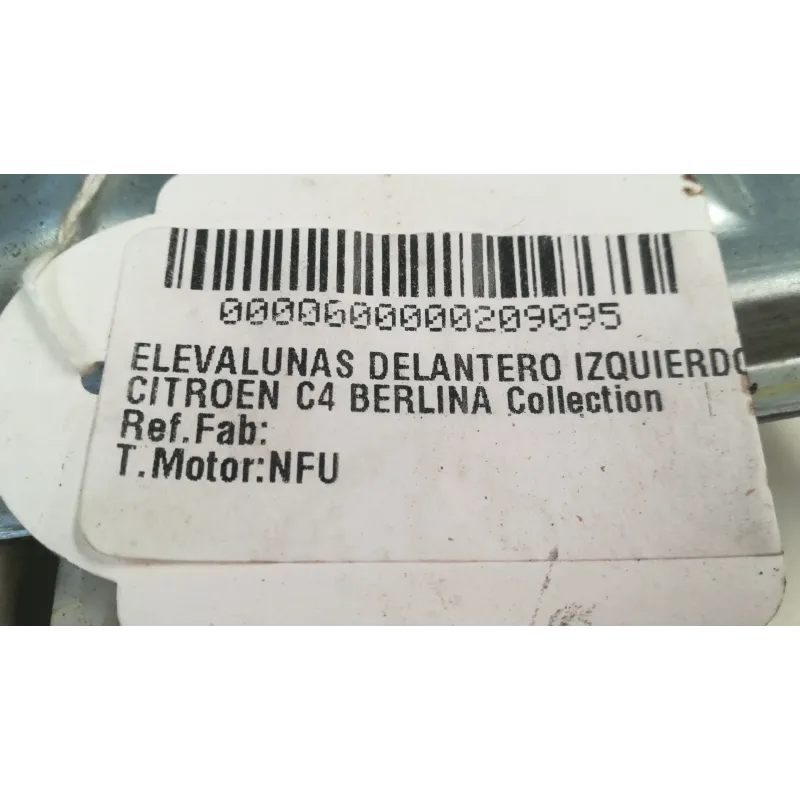 0000600000209095
ELEVALUNAS DELANTERO IZQUIERDO
CITROEN C4 BERLINA Collection
Ref.Fab:
T.Motor:NFU